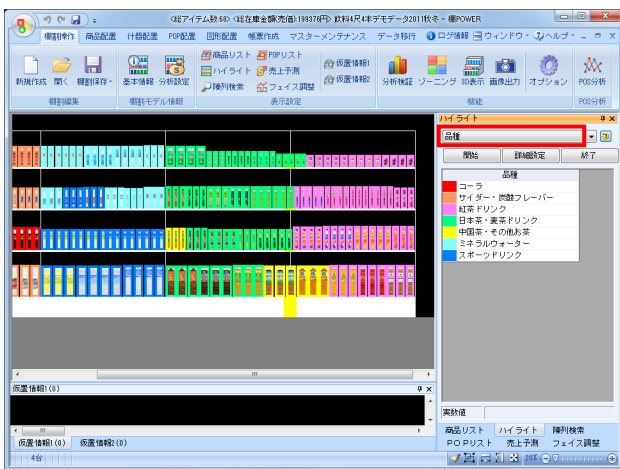 <総アイテム数:68> <総在庫金額(売価):199376円> 飲料4尺4本デモデータ2011秋冬 - 棚POWER
棚割操作 商品配置 什器配置 POP配置 図形配置 帳票作成 マスターメンテナンス データ移行 ログ情報 ウィンドウ ヘルプ
商品リスト POPリスト
ハイライト 売上予測
陳列検索 フェイス調整
仮置情報1
仮置情報2
新規作成 開く 棚割保存 基本情報 分析設定 分析検証 ゾーニング 3D表示 画像出力 オプション POS分析
棚割編集 棚割モデル情報 表示設定 機能 POS分析
ハイライト
品種
開始 詳細設定 終了
品種
コーラ
サイダー・炭酸フレーバー
紅茶ドリンク
日本茶・麦茶ドリンク
中国茶・その他お茶
ミネラルウォーター
スポーツドリンク
仮置情報1(0)
仮置情報1(0) 仮置情報2(0)
実数値
商品リスト ハイライト 陳列検索
POPリスト 売上予測 フェイス調整
4台
20%